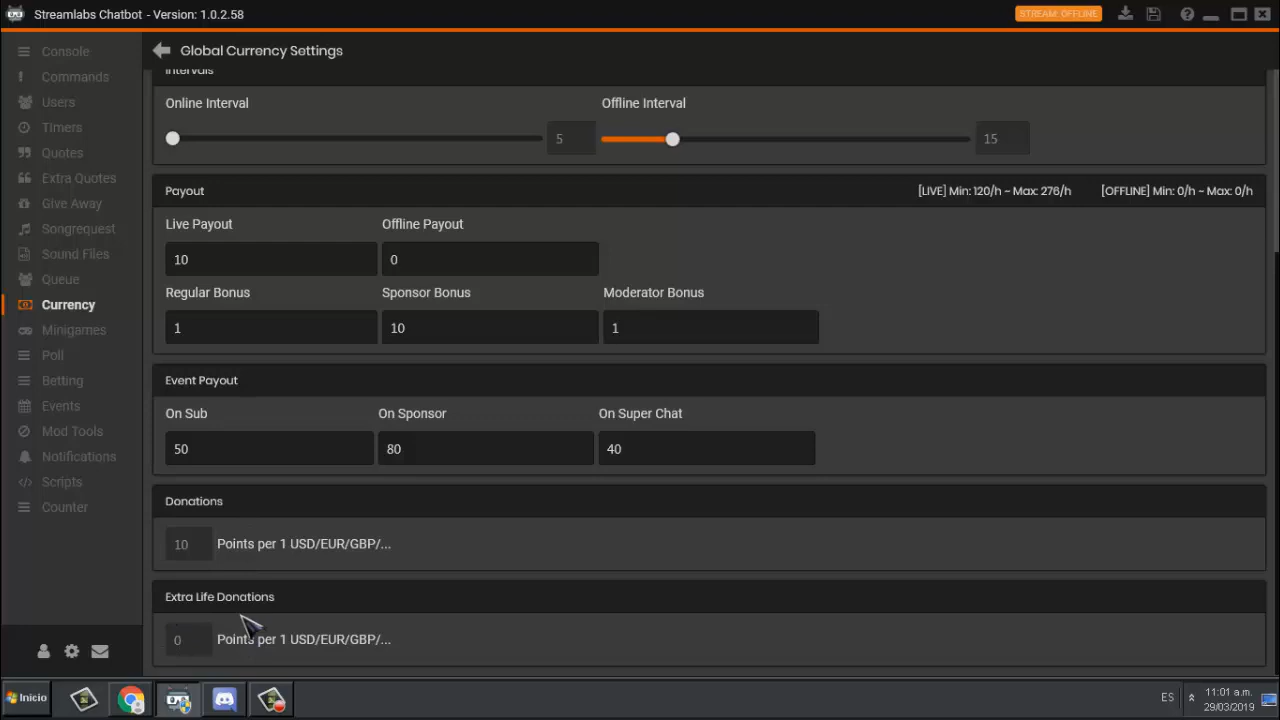 Streamlabs Chatbot - Version: 1.0.2.58
STREAM: OFFLINE
Console
Commands
Users
Timers
Quotes
Extra Quotes
Give Away
Songrequest
Sound Files
Queue
Currency
Minigames
Poll
Betting
Events
Mod Tools
Notifications
Scripts
Counter
Global Currency Settings
Intervals
Online Interval
Offline Interval
5
15
Payout
[LIVE] Min: 120/h ~ Max: 276/h
[OFFLINE] Min: 0/h ~ Max: 0/h
Live Payout
Offline Payout
10
0
Regular Bonus
Sponsor Bonus
Moderator Bonus
1
10
1
Event Payout
On Sub
On Sponsor
On Super Chat
50
80
40
Donations
10
Points per 1 USD/EUR/GBP/...
Extra Life Donations
0
Points per 1 USD/EUR/GBP/...
Inicio
ES
11:01 a.m.
29/03/2019